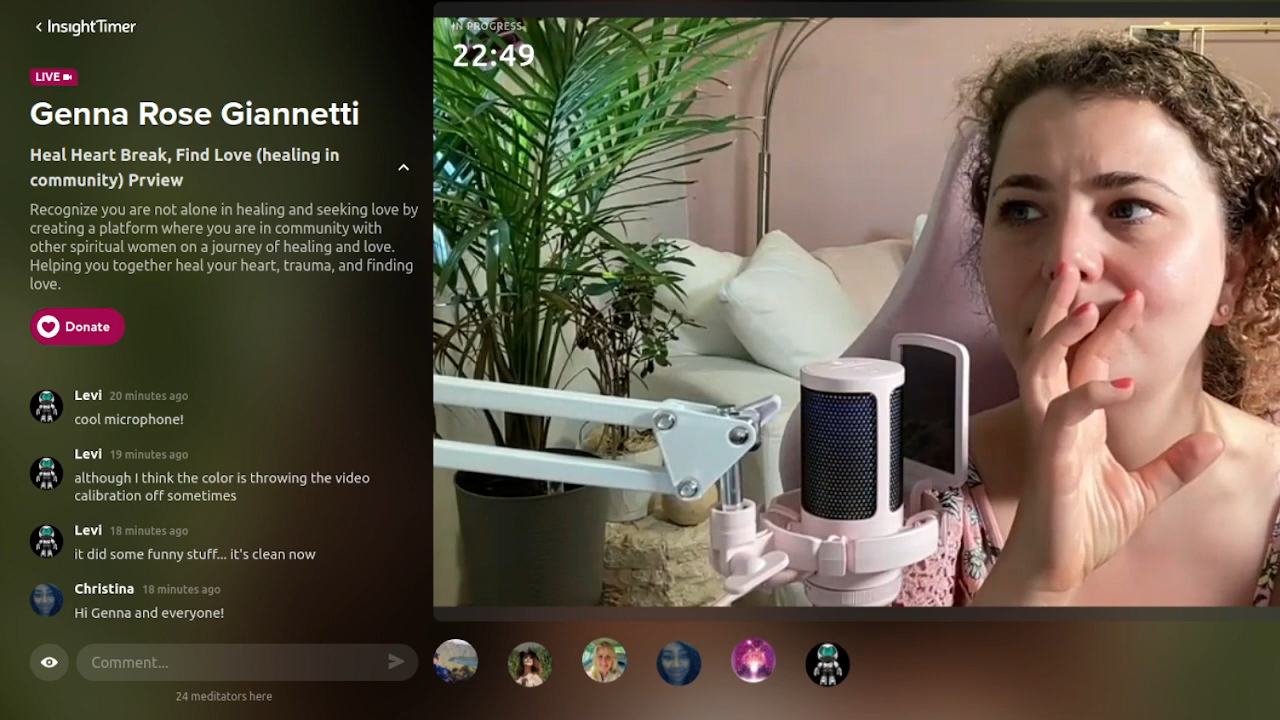 InsightTimer
LIVE
Genna Rose Giannetti
Heal Heart Break, Find Love (healing in
community) Prview
Recognize you are not alone in healing and seeking love by
creating a platform where you are in community with
other spiritual women on a journey of healing and love.
Helping you together heal your heart, trauma, and finding
love.
Donate
Levi 20 minutes ago
cool microphone!
Levi 19 minutes ago
although I think the color is throwing the video
calibration off sometimes
Levi 18 minutes ago
it did some funny stuff... it's clean now
Christina 18 minutes ago
Hi Genna and everyone!
Comment...
24 meditators here
IN PROGRESS
22:49